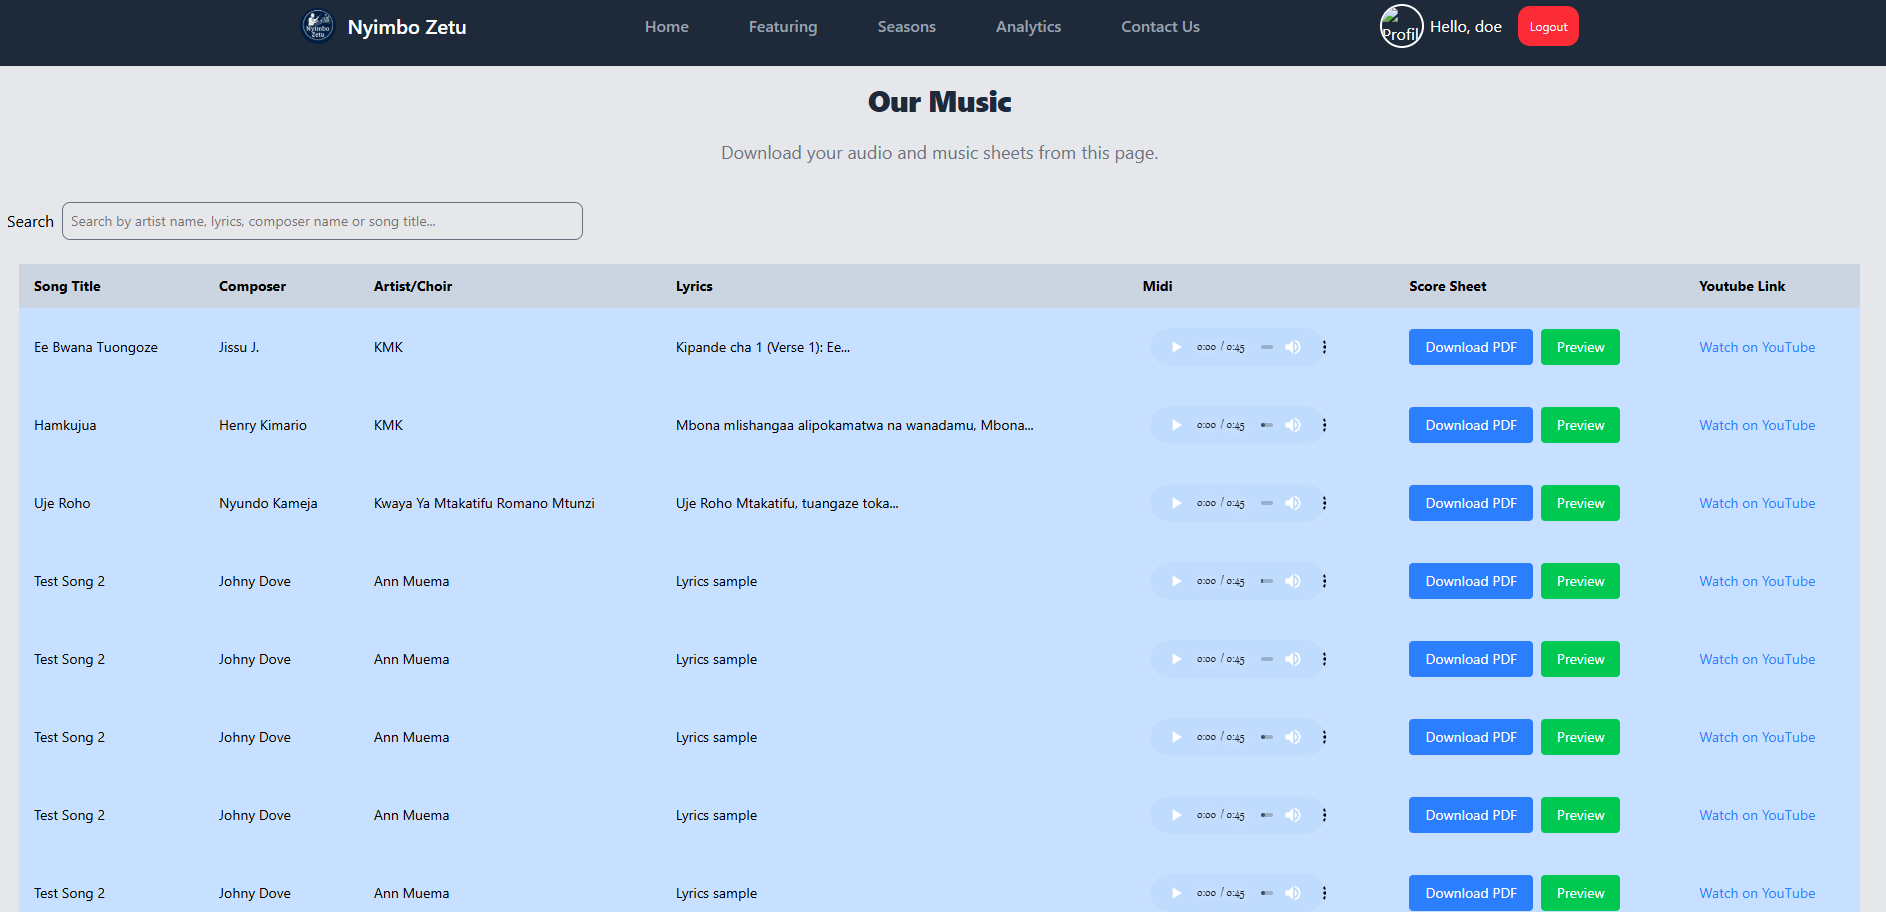 Nyimbo Zetu Nyimbo Zetu Home Featuring Seasons Analytics Contact Us Profil Hello, doe Logout
Our Music
Download your audio and music sheets from this page.
Search Search by artist name, lyrics, composer name or song title...
Song Title Composer Artist/Choir Lyrics Midi Score Sheet Youtube Link
Ee Bwana Tuongoze Jissu J. KMK Kipande cha 1 (Verse 1): Ee... 0:00 / 0:45 Download PDF Preview Watch on YouTube
Hamkujua Henry Kimario KMK Mbona mlishangaa alipokamatwa na wanadamu, Mbona... 0:00 / 0:45 Download PDF Preview Watch on YouTube
Uje Roho Nyundo Kameja Kwaya Ya Mtakatifu Romano Mtunzi Uje Roho Mtakatifu, tuangaze toka... 0:00 / 0:45 Download PDF Preview Watch on YouTube
Test Song 2 Johny Dove Ann Muema Lyrics sample 0:00 / 0:45 Download PDF Preview Watch on YouTube
Test Song 2 Johny Dove Ann Muema Lyrics sample 0:00 / 0:45 Download PDF Preview Watch on YouTube
Test Song 2 Johny Dove Ann Muema Lyrics sample 0:00 / 0:45 Download PDF Preview Watch on YouTube
Test Song 2 Johny Dove Ann Muema Lyrics sample 0:00 / 0:45 Download PDF Preview Watch on YouTube
Test Song 2 Johny Dove Ann Muema Lyrics sample 0:00 / 0:45 Download PDF Preview Watch on YouTube